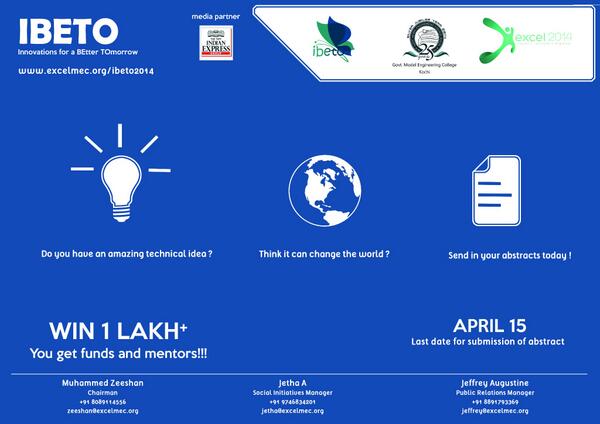 IBETO
Innovations for a BEtter TOmorrow
www.excelmec.org/ibeto2014
media partner
THE NEW
INDIAN
EXPRESS
GROUP
ibeto
25
Govt. Model Engineering College
Kochi
excel 2014
Do you have an amazing technical idea ?
Think it can change the world ?
Send in your abstracts today !
WIN 1 LAKH+
You get funds and mentors!!!
APRIL 15
Last date for submission of abstract
Muhammed Zeeshan
Chairman
+91 8089114556
zeeshan@excelmec.org
Jetha A
Social Initiatives Manager
+91 9746834201
jetha@excelmec.org
Jeffrey Augustine
Public Relations Manager
+91 8891793369
jeffrey@excelmec.org